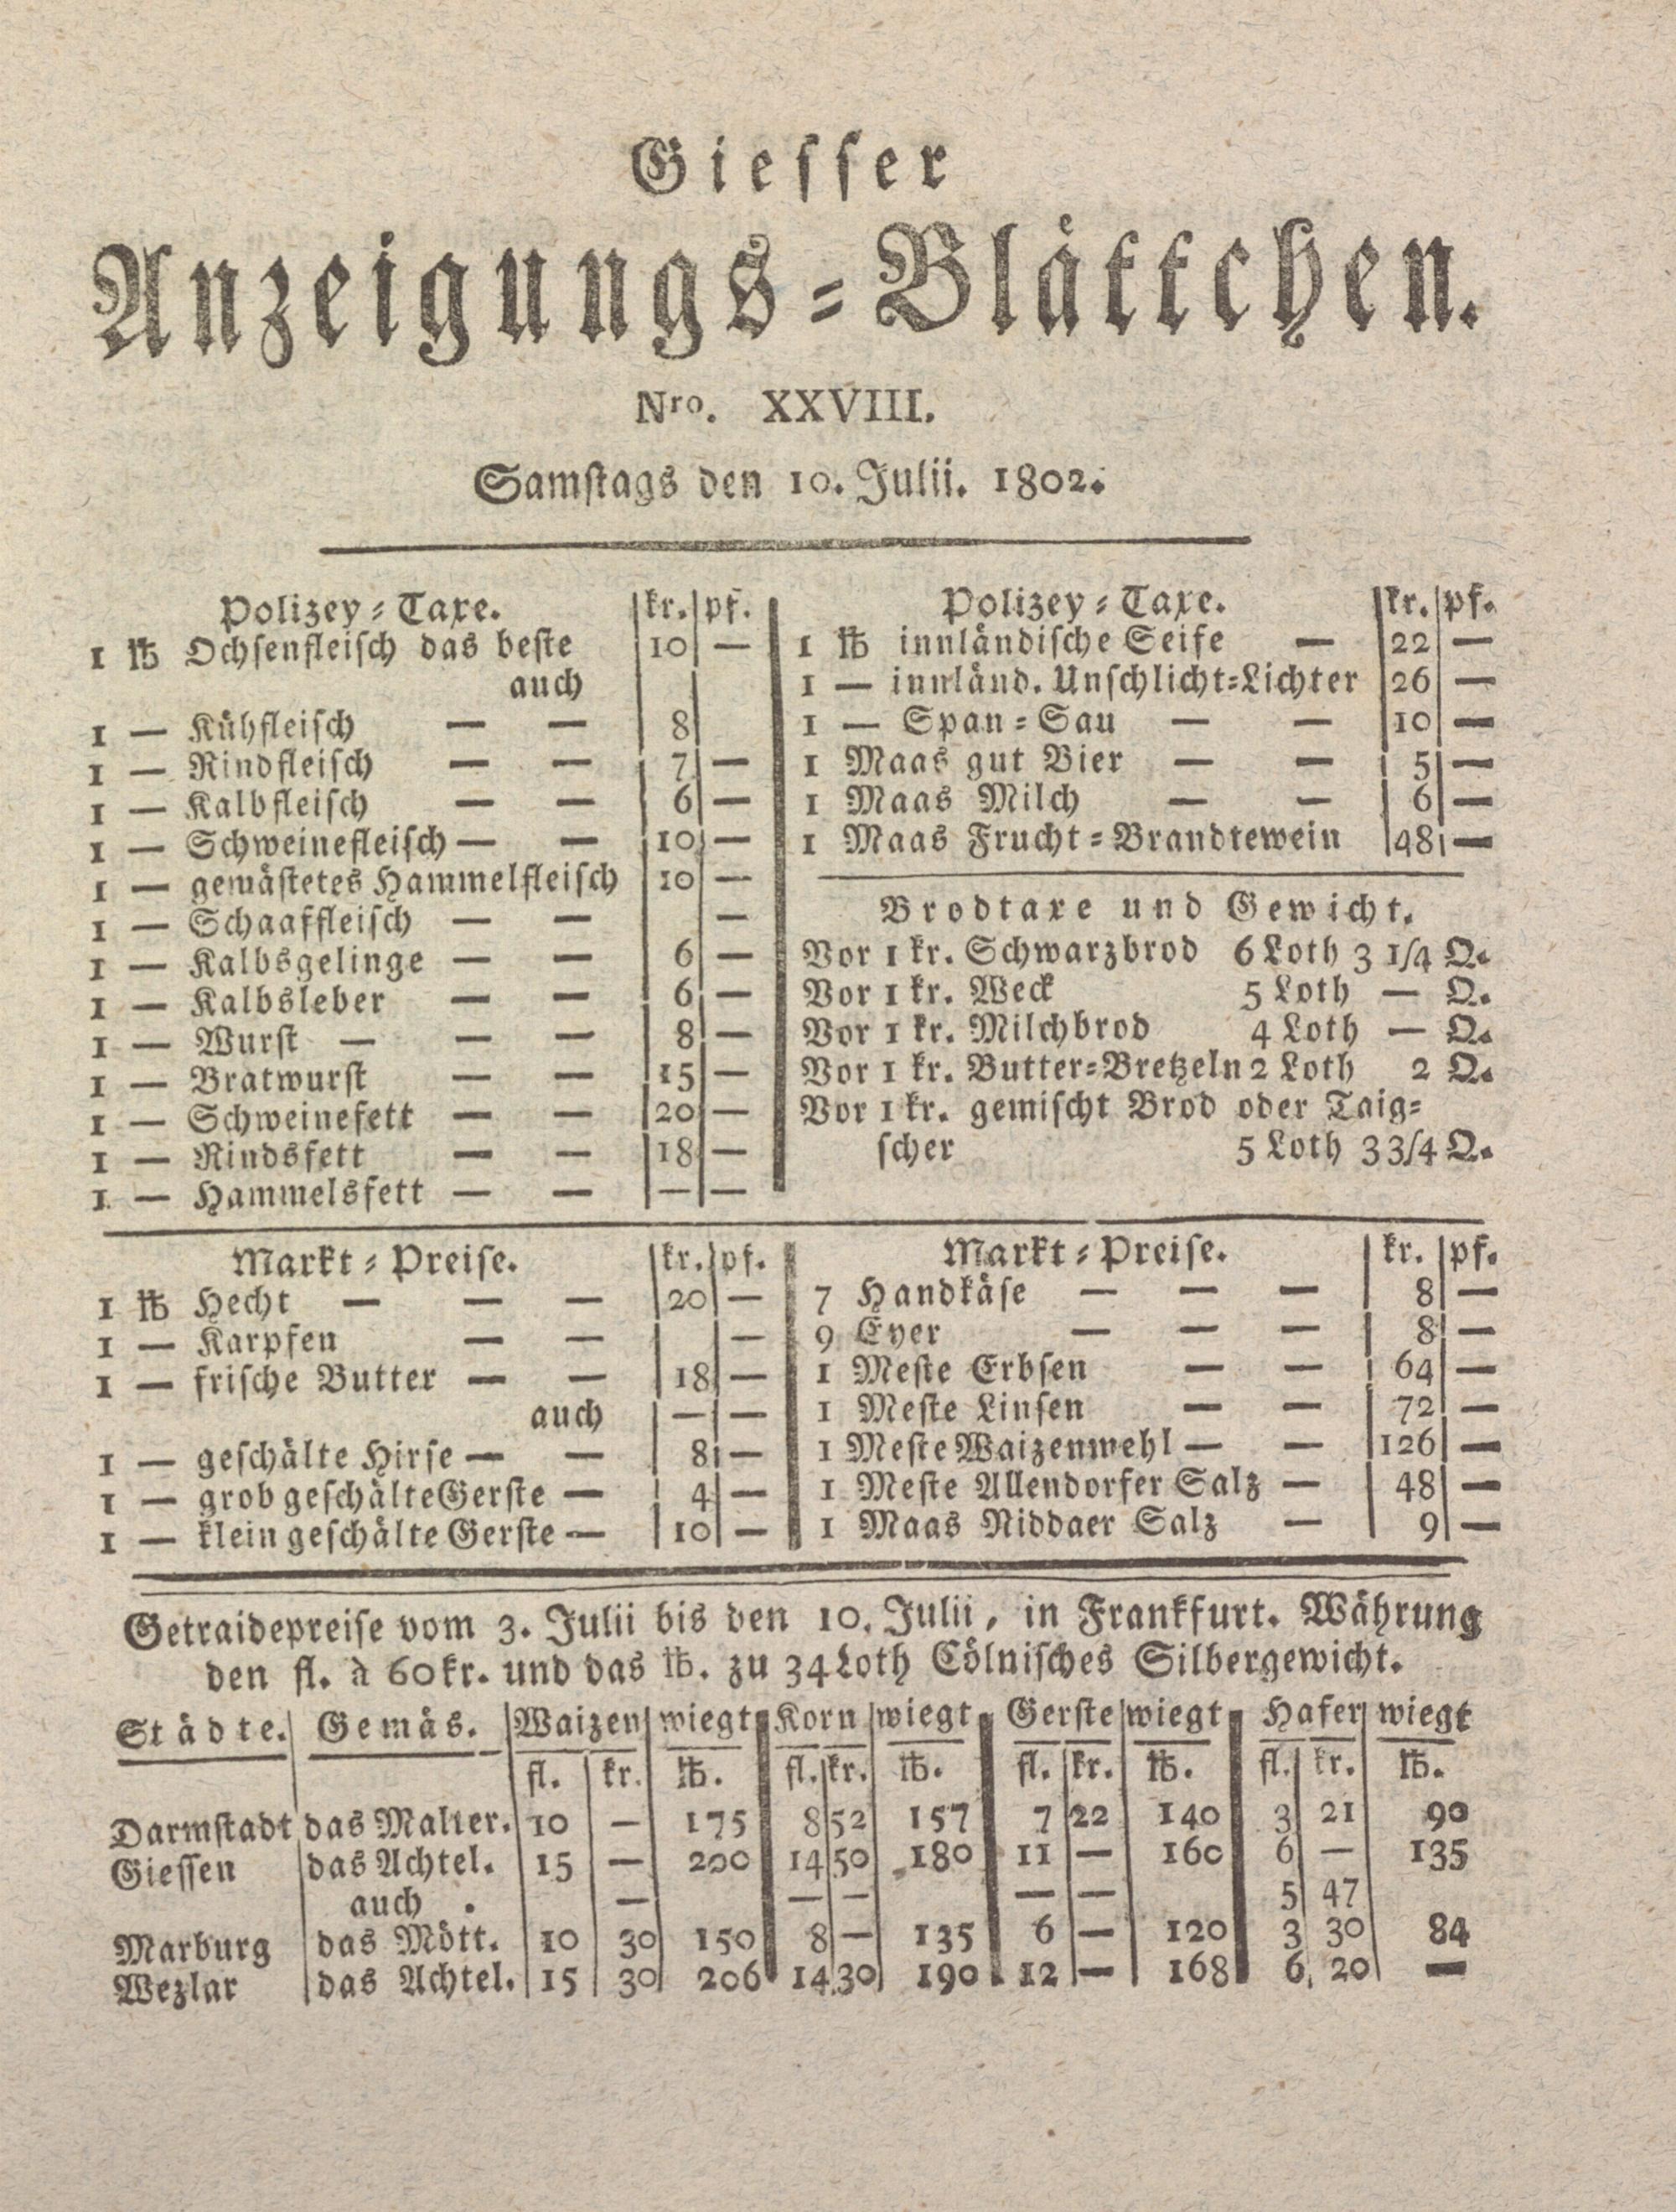 Giesser
Anzeigungs-Blättchen.
Nro. XXVIII.
Samstags den 10. Julii. 1802.
Polizey-Taxe. kr. pf.
1 ℔ Ochsenfleisch das beste 10 —
auch
1 — Kühfleisch — — 8
1 — Rindfleisch — — 7 —
1 — Kalbfleisch — — 6 —
1 — Schweinefleisch — — 10 —
1 — gemästetes Hammelfleisch 10 —
1 — Schaaffleisch — — —
1 — Kalbsgelinge — — 6 —
1 — Kalbsleber — — 6 —
1 — Wurst — — — 8 —
1 — Bratwurst — — 15 —
1 — Schweinefett — — 20 —
1 — Rindsfett — — 18 —
1 — Hammelsfett — — — —
Polizey-Taxe. kr. pf.
1 ℔ innländische Seife — 22 —
1 — innländ. Unschlicht-Lichter 26 —
1 — Span-Sau — — 10 —
1 Maas gut Bier — — 5 —
1 Maas Milch — — 6 —
1 Maas Frucht-Brandtewein 48 —
Brodtaxe und Gewicht.
Vor 1 kr. Schwarzbrod 6 Loth 3 1/4 Q.
Vor 1 kr. Weck 5 Loth — Q.
Vor 1 kr. Milchbrod 4 Loth — Q.
Vor 1 kr. Butter-Bretzeln 2 Loth 2 Q.
Vor 1 kr. gemischt Brod oder Taig-
scher 5 Loth 3 3/4 Q.
Markt-Preise. kr. pf.
1 ℔ Hecht — — — 20 —
1 — Karpfen — — —
1 — frische Butter — — 18 —
auch — —
1 — geschälte Hirse — — 8 —
1 — grob geschälte Gerste — 4 —
1 — klein geschälte Gerste — 10 —
Markt-Preise. kr. pf.
7 Handkäse — — — 8 —
9 Eyer — — — 8 —
1 Meste Erbsen — — 64 —
1 Meste Linsen — — 72 —
1 Meste Waizenmehl — — 126 —
1 Meste Allendorfer Salz — 48 —
1 Maas Niddaer Salz — 9 —
Getraidepreise vom 3. Julii bis den 10. Julii, in Frankfurt. Währung
den fl. à 60 kr. und das ℔. zu 34 Loth Cölnisches Silbergewicht.
Städte. Gemäs. Waizen wiegt Korn wiegt Gerste wiegt Hafer wiegt
fl. kr. ℔. fl. kr. ℔. fl. kr. ℔. fl. kr. ℔.
Darmstadt das Malter. 10 — 175 8 52 157 7 22 140 3 21 90
Giessen das Achtel. 15 — 200 14 50 180 11 — 160 6 — 135
auch . — — — — — 5 47
Marburg das Mött. 10 30 150 8 — 135 6 — 120 3 30 84
Wezlar das Achtel. 15 30 206 14 30 190 12 — 168 6 20 —